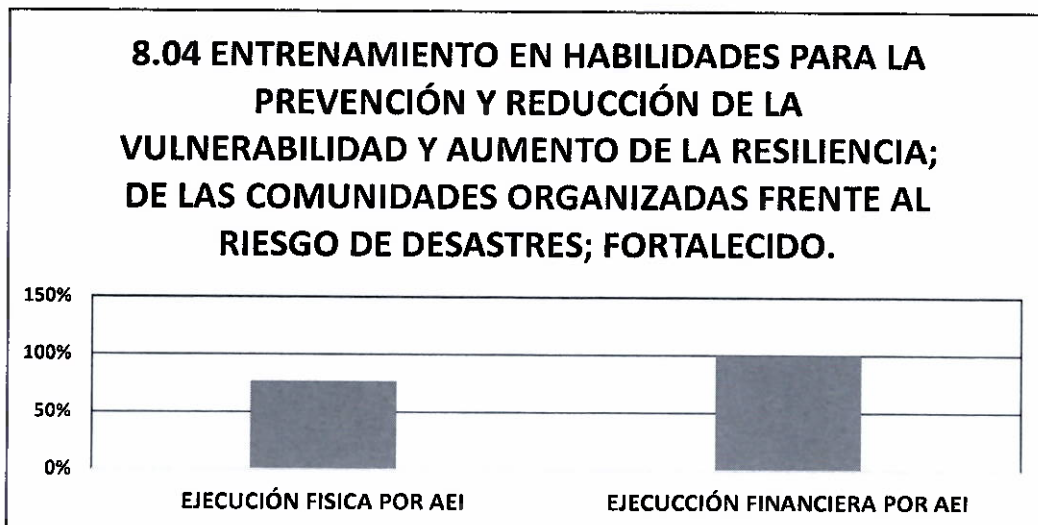 8.04 ENTRENAMIENTO EN HABILIDADES PARA LA
PREVENCIÓN Y REDUCCIÓN DE LA
VULNERABILIDAD Y AUMENTO DE LA RESILIENCIA;
DE LAS COMUNIDADES ORGANIZADAS FRENTE AL
RIESGO DE DESASTRES; FORTALECIDO.
150%
100%
50%
0%
EJECUCIÓN FISICA POR AEI
EJECUCCIÓN FINANCIERA POR AEI